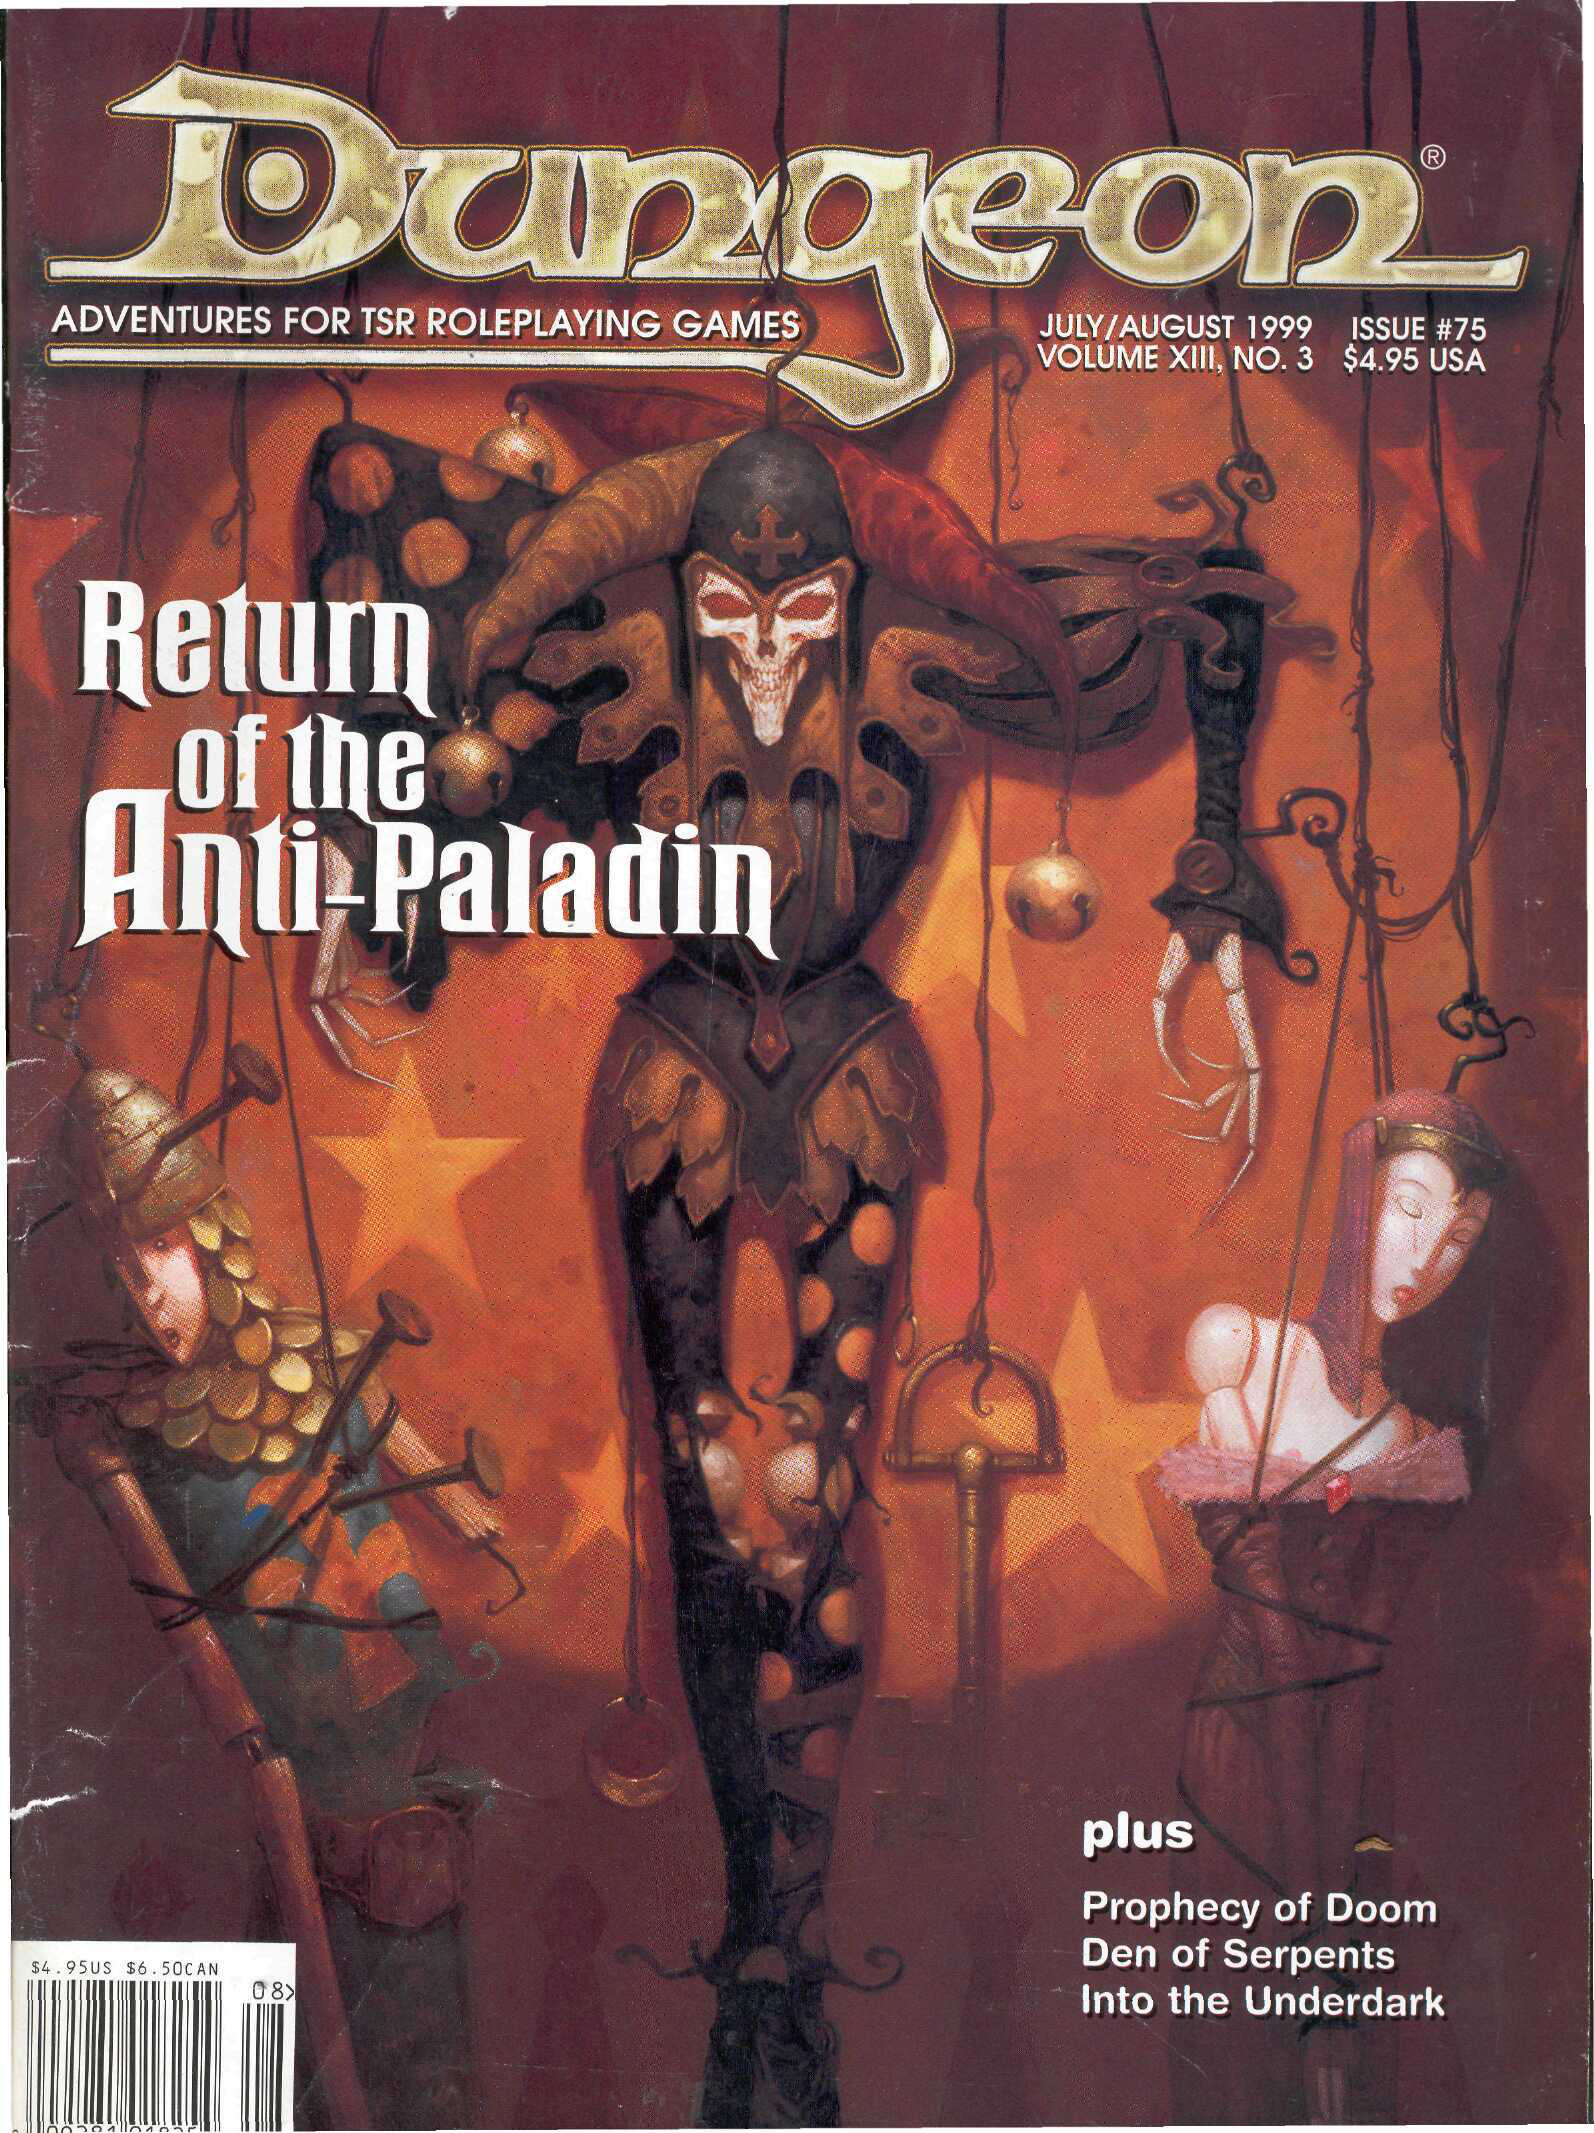 Dungeon®
ADVENTURES FOR TSR ROLEPLAYING GAMES
JULY/AUGUST 1999 ISSUE #75
VOLUME XIII, NO. 3 $4.95 USA
Return
of the
Anti-Paladin
plus
Prophecy of Doom
Den of Serpents
Into the Underdark
$4.95US $6.50CAN
08>